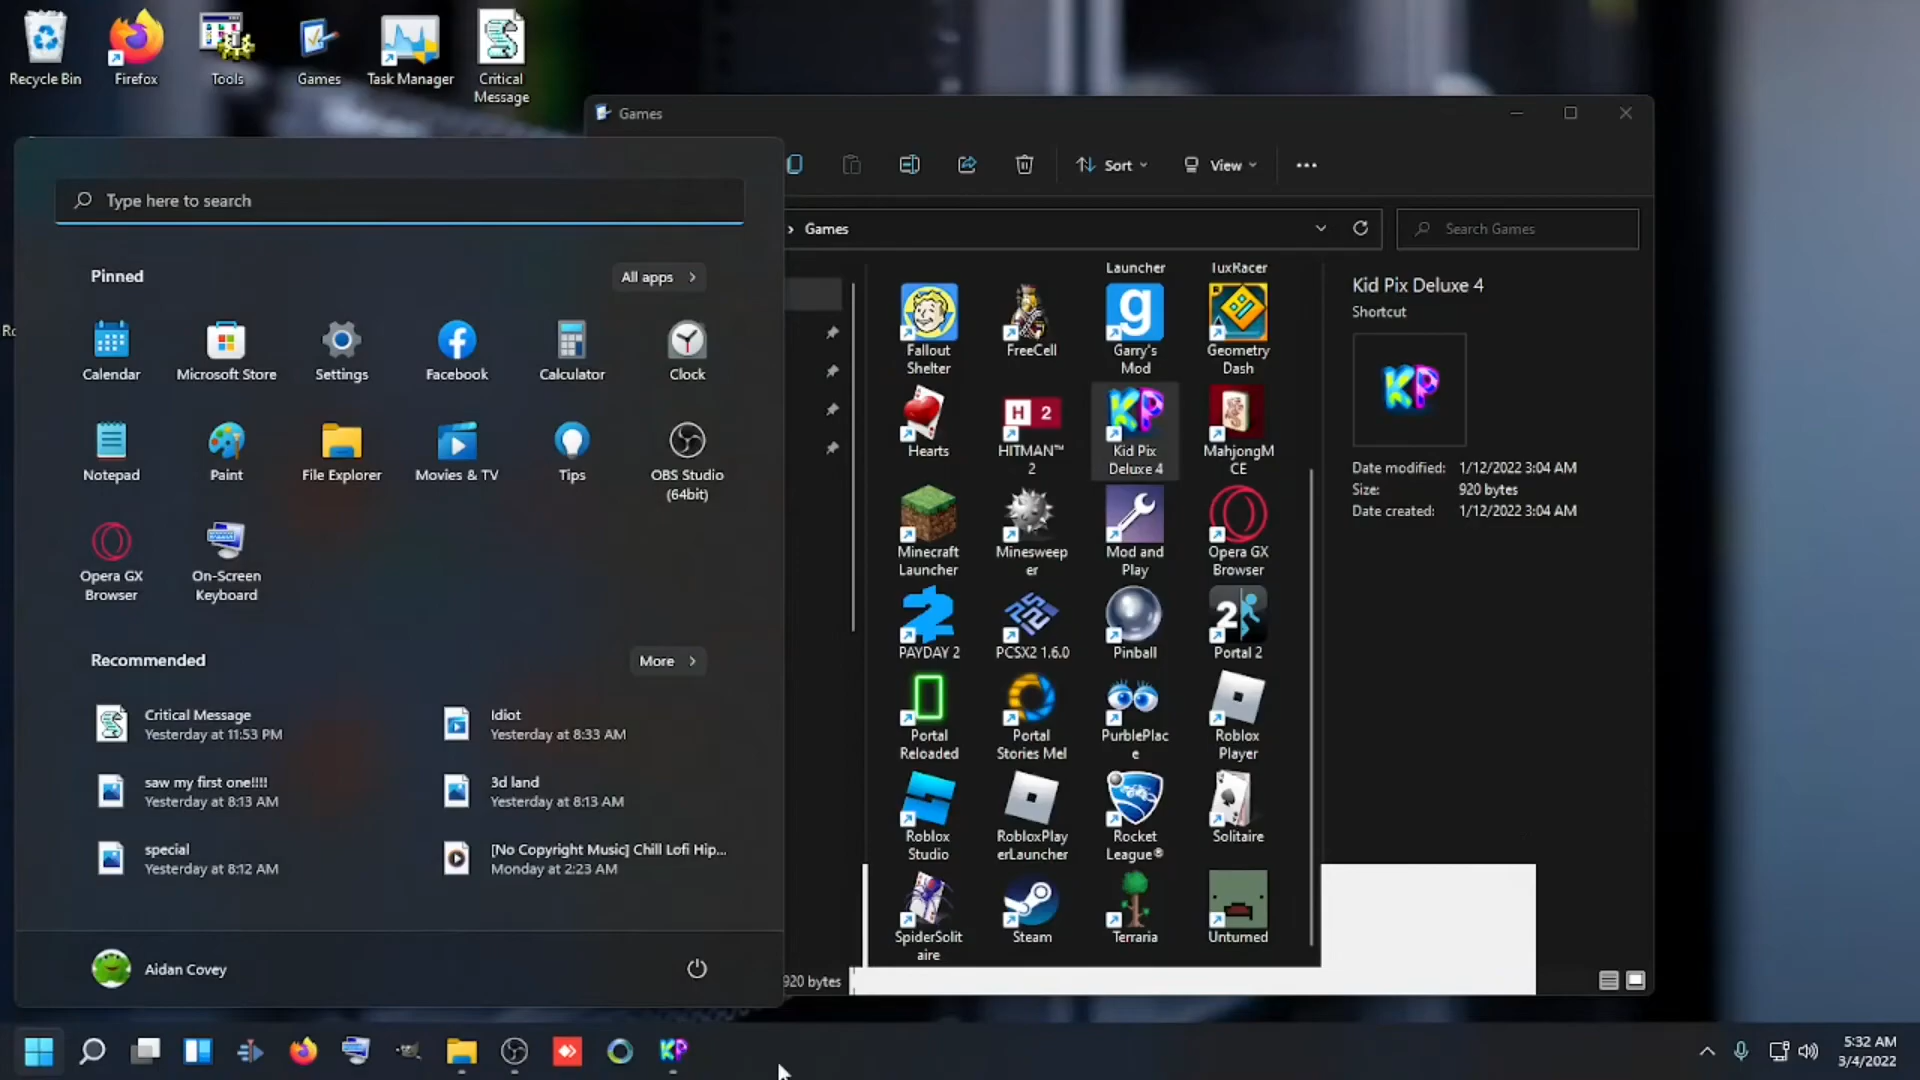 Recycle Bin
Firefox
Tools
Games
Task Manager
Critical
Message
Games
Sort
View
Type here to search
Games
Search Games
Pinned
All apps
Calendar
Microsoft Store
Settings
Facebook
Calculator
Clock
Notepad
Paint
File Explorer
Movies & TV
Tips
OBS Studio
(64bit)
Opera GX
Browser
On-Screen
Keyboard
Recommended
More
Critical Message
Yesterday at 11:53 PM
Idiot
Yesterday at 8:33 AM
saw my first one!!!!
Yesterday at 8:13 AM
3d land
Yesterday at 8:13 AM
special
Yesterday at 8:12 AM
[No Copyright Music] Chill Lofi Hip...
Monday at 2:23 AM
Aidan Covey
Launcher
TuxRacer
Fallout
Shelter
FreeCell
Garry's
Mod
Geometry
Dash
Hearts
HITMAN™
2
Kid Pix
Deluxe 4
MahjongM
CE
Minecraft
Launcher
Minesweep
er
Mod and
Play
Opera GX
Browser
PAYDAY 2
PCSX2 1.6.0
Pinball
Portal 2
Portal
Reloaded
Portal
Stories Mel
PurplePlac
e
Roblox
Player
Roblox
Studio
RobloxPlay
erLauncher
Rocket
League®
Solitaire
SpiderSolit
aire
Steam
Terraria
Unturned
Kid Pix Deluxe 4
Shortcut
KP
Date modified: 1/12/2022 3:04 AM
Size: 920 bytes
Date created: 1/12/2022 3:04 AM
920 bytes
5:32 AM
3/4/2022